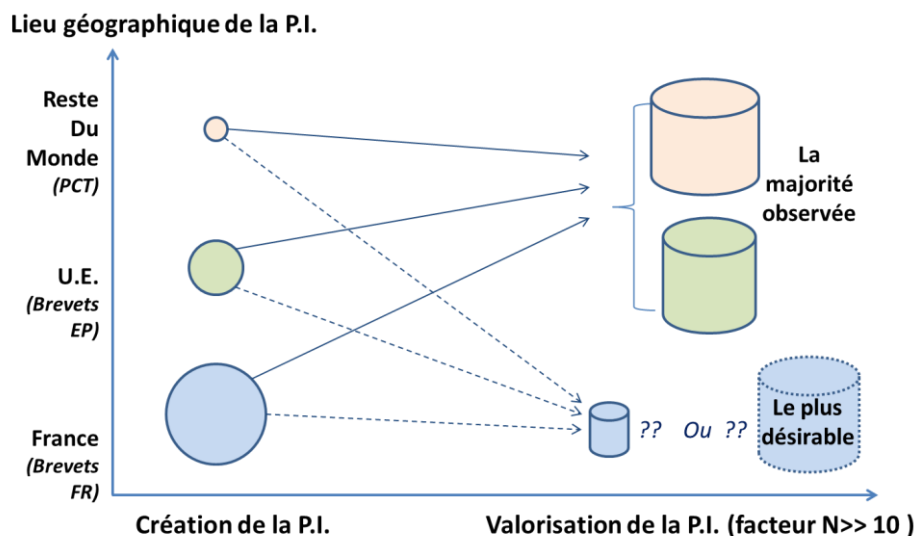 Lieu géographique de la P.I.
Reste
Du
Monde
(PCT)
La
majorité
observée
U.E.
(Brevets
EP)
France
(Brevets
FR)
?? Ou ??
Le plus
désirable
Création de la P.I.
Valorisation de la P.I. (facteur N>> 10 )